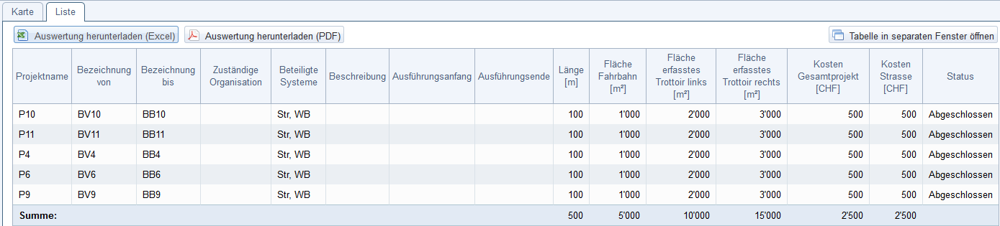 Karte Liste
Auswertung herunterladen (Excel) Auswertung herunterladen (PDF) Tabelle in separaten Fenster öffnen
Projektname Bezeichnung von Bezeichnung bis Zuständige Organisation Beteiligte Systeme Beschreibung Ausführungsanfang Ausführungsende Länge [m] Fläche Fahrbahn [m²] Fläche erfasstes Trottoir links [m²] Fläche erfasstes Trottoir rechts [m²] Kosten Gesamtprojekt [CHF] Kosten Strasse [CHF] Status
P10 BV10 BB10 Str, WB 100 1'000 2'000 3'000 500 500 Abgeschlossen
P11 BV11 BB11 Str, WB 100 1'000 2'000 3'000 500 500 Abgeschlossen
P4 BV4 BB4 Str, WB 100 1'000 2'000 3'000 500 500 Abgeschlossen
P6 BV6 BB6 Str, WB 100 1'000 2'000 3'000 500 500 Abgeschlossen
P9 BV9 BB9 Str, WB 100 1'000 2'000 3'000 500 500 Abgeschlossen
Summe: 500 5'000 10'000 15'000 2'500 2'500